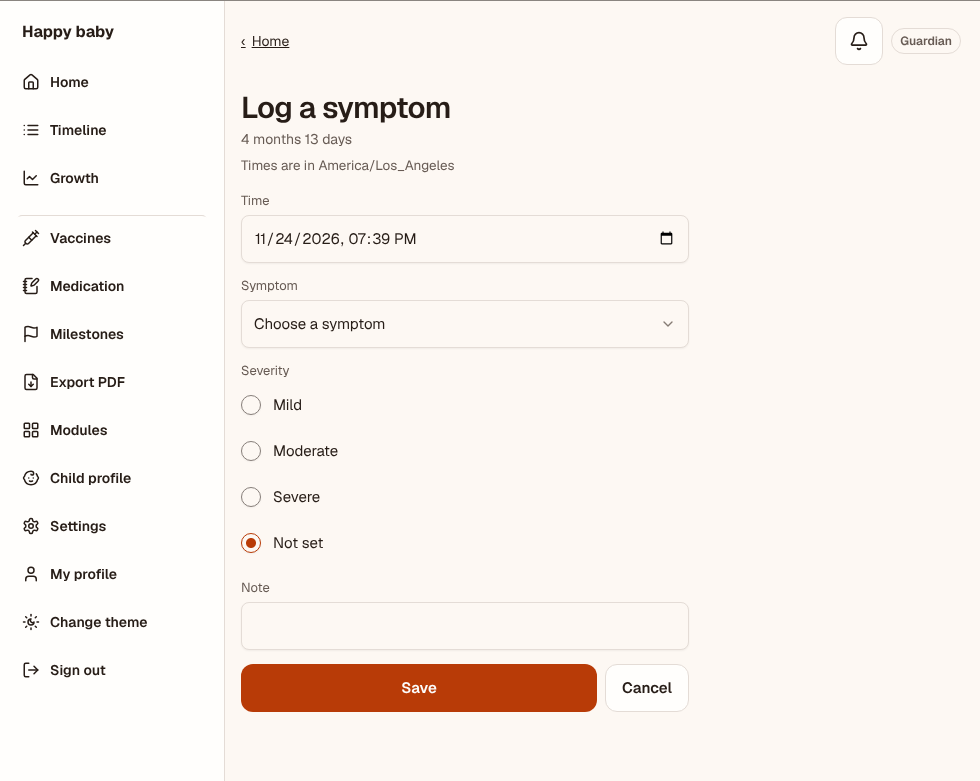 Happy baby
Home
Timeline
Growth
Vaccines
Medication
Milestones
Export PDF
Modules
Child profile
Settings
My profile
Change theme
Sign out
‹ Home
Guardian
Log a symptom
4 months 13 days
Times are in America/Los_Angeles
Time
11/24/2026, 07:39 PM
Symptom
Choose a symptom
Severity
Mild
Moderate
Severe
Not set
Note
Save
Cancel